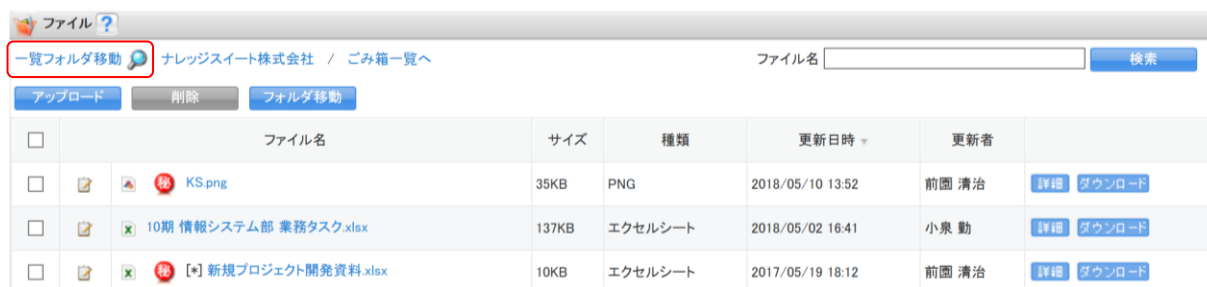 ファイル ?
一覧フォルダ移動 ナレッジスイート株式会社 / ごみ箱一覧へ ファイル名 検索
アップロード 削除 フォルダ移動
ファイル名 サイズ 種類 更新日時 更新者
秘 KS.png 35KB PNG 2018/05/10 13:52 前園 清治 詳細 ダウンロード
10期 情報システム部 業務タスク.xlsx 137KB エクセルシート 2018/05/02 16:41 小泉 勤 詳細 ダウンロード
秘 [*] 新規プロジェクト開発資料.xlsx 10KB エクセルシート 2017/05/19 18:12 前園 清治 詳細 ダウンロード